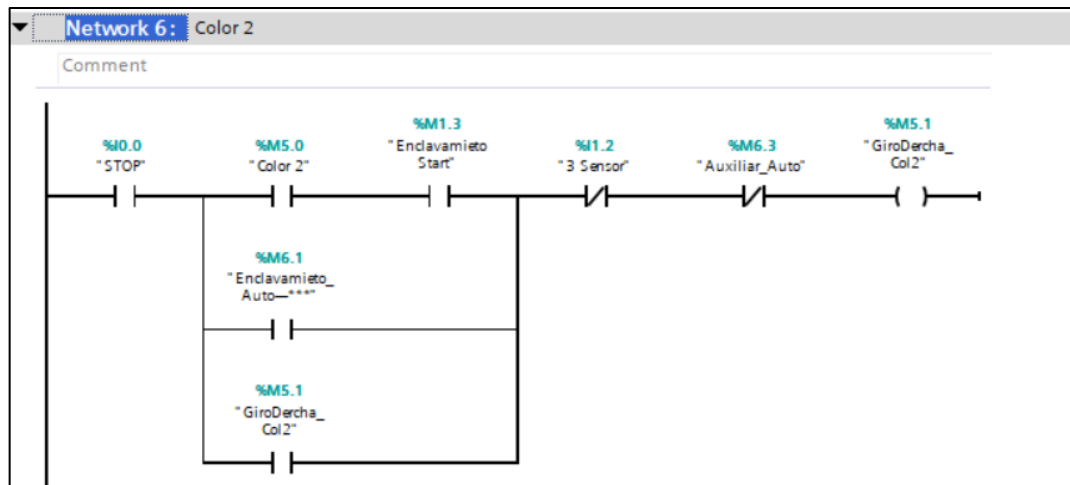 Network 6: Color 2
Comment
%I0.0
"STOP"
%M5.0
"Color 2"
%M1.3
"Enclavamieto
Start"
%I1.2
"3 Sensor"
%M6.3
"Auxiliar_Auto"
%M5.1
"GiroDercha_
Col2"
%M6.1
"Enclavamieto_
Auto—***"
%M5.1
"GiroDercha_
Col2"